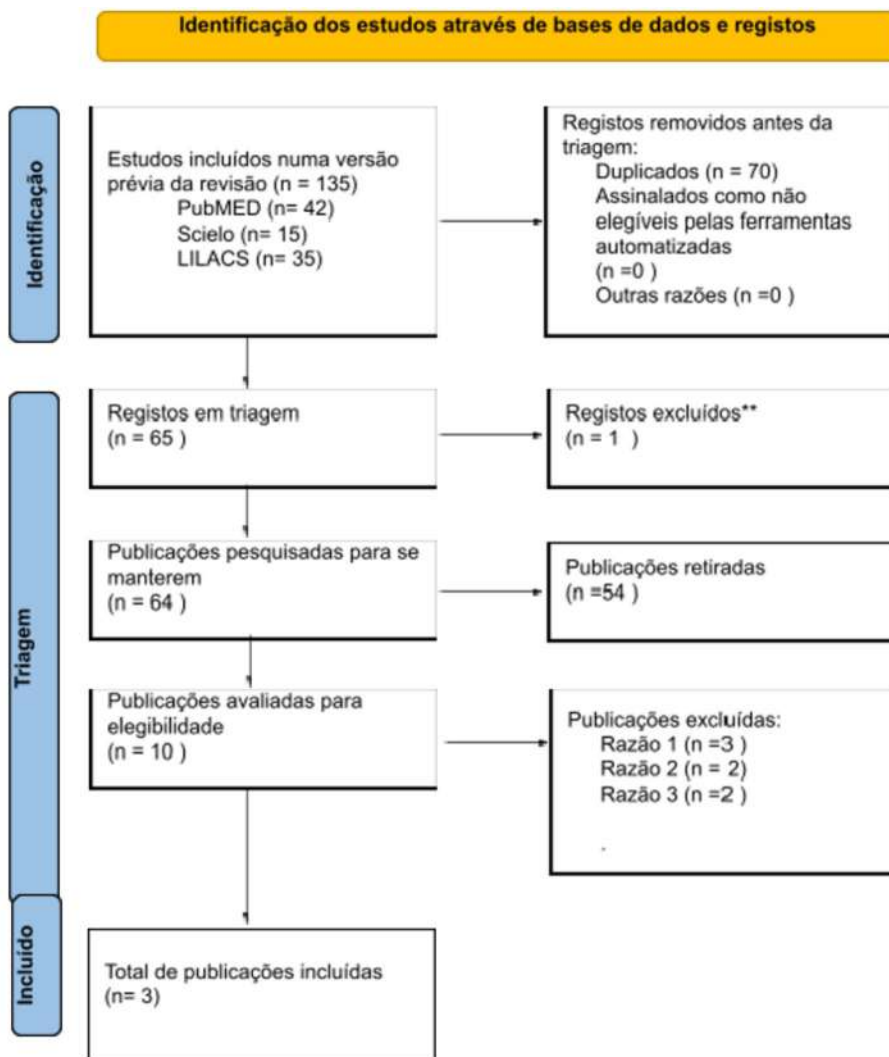 Identificação dos estudos através de bases de dados e registos
Identificação
Estudos incluídos numa versão
prévia da revisão (n = 135)
PubMED (n= 42)
Scielo (n= 15)
LILACS (n= 35)
Registos removidos antes da
triagem:
Duplicados (n = 70)
Assinalados como não
elegíveis pelas ferramentas
automatizadas
(n =0 )
Outras razões (n =0 )
Triagem
Registos em triagem
(n = 65 )
Registos excluídos**
(n = 1 )
Publicações pesquisadas para se
manterem
(n = 64 )
Publicações retiradas
(n =54 )
Publicações avaliadas para
elegibilidade
(n = 10 )
Publicações excluídas:
Razão 1 (n =3 )
Razão 2 (n = 2)
Razão 3 (n =2 )
.
Incluído
Total de publicações incluídas
(n= 3)